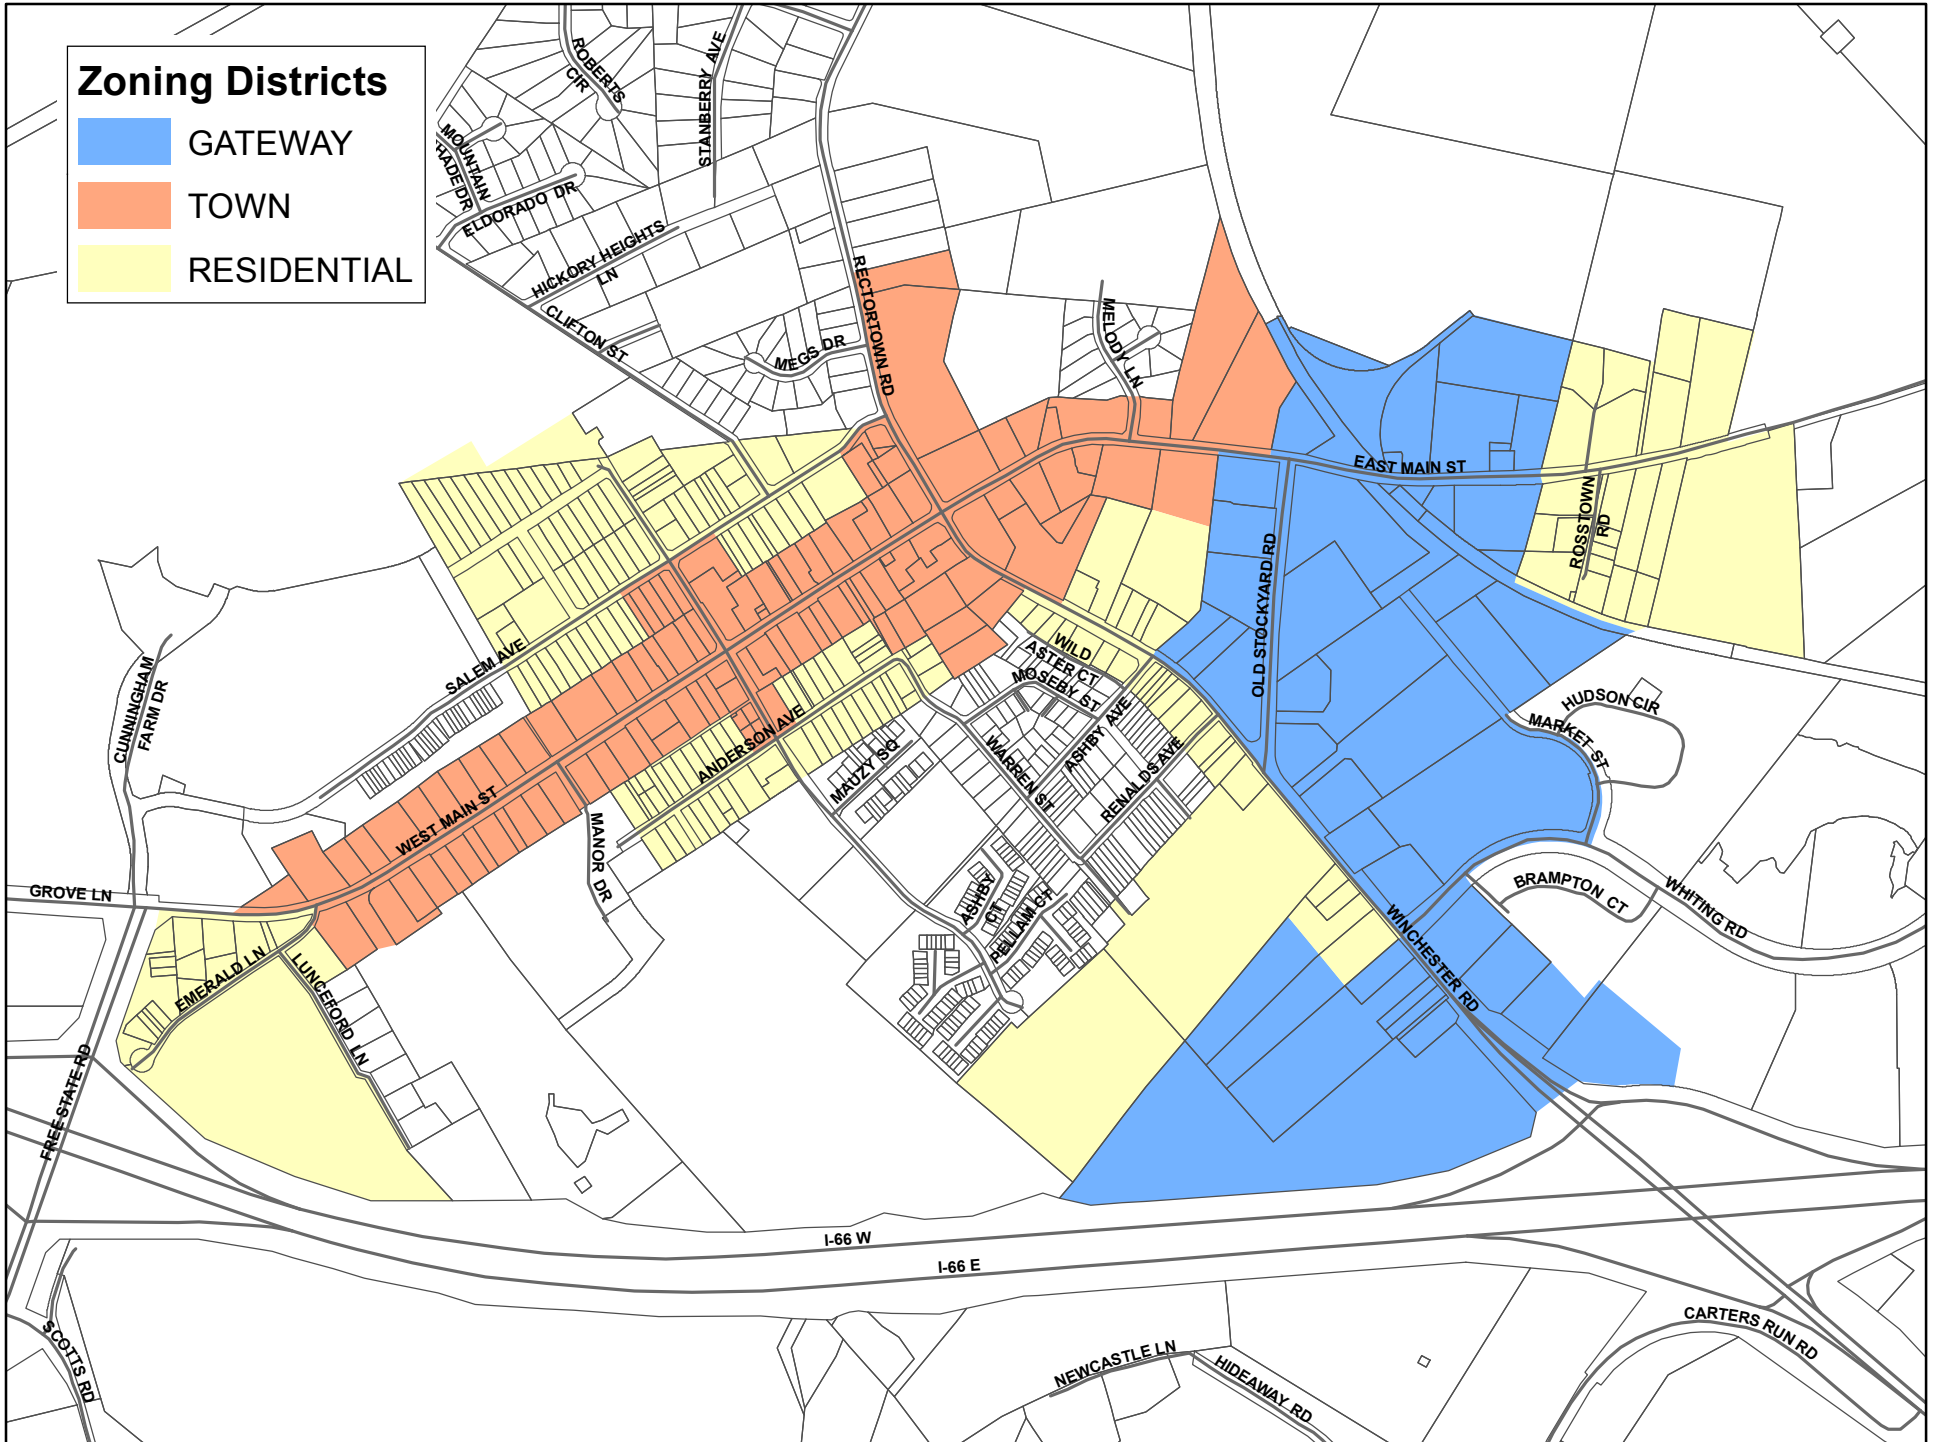 Zoning Districts
GATEWAY
TOWN
RESIDENTIAL
ROBERTS
CIR
STANBERRY AVE
MOUNTAIN
HADE DR
ELDORADO DR
HICKORY HEIGHTS
LN
CLIFTON ST
MEGS DR
RECTORTOWN RD
MELODY LN
EAST MAIN ST
ROSSTOWN
RD
OLD STOCKYARD RD
CUNNINGHAM
FARM DR
SALEM AVE
WILD
ASTER CT
MOSEBY ST
ASHBY AVE
WARREN ST
RENALDS AVE
ANDERSON AVE
MAUZY SQ
HUDSON CIR
MARKET ST
WEST MAIN ST
MANOR DR
GROVE LN
ASHBY
CT
PELLAM CT
BRAMPTON CT
WHITING RD
WINCHESTER RD
EMERALD LN
LUNCEFORD LN
FREE STATE RD
I-66 W
I-66 E
SCOTTS RD
NEWCASTLE LN
HIDEAWAY RD
CARTERS RUN RD